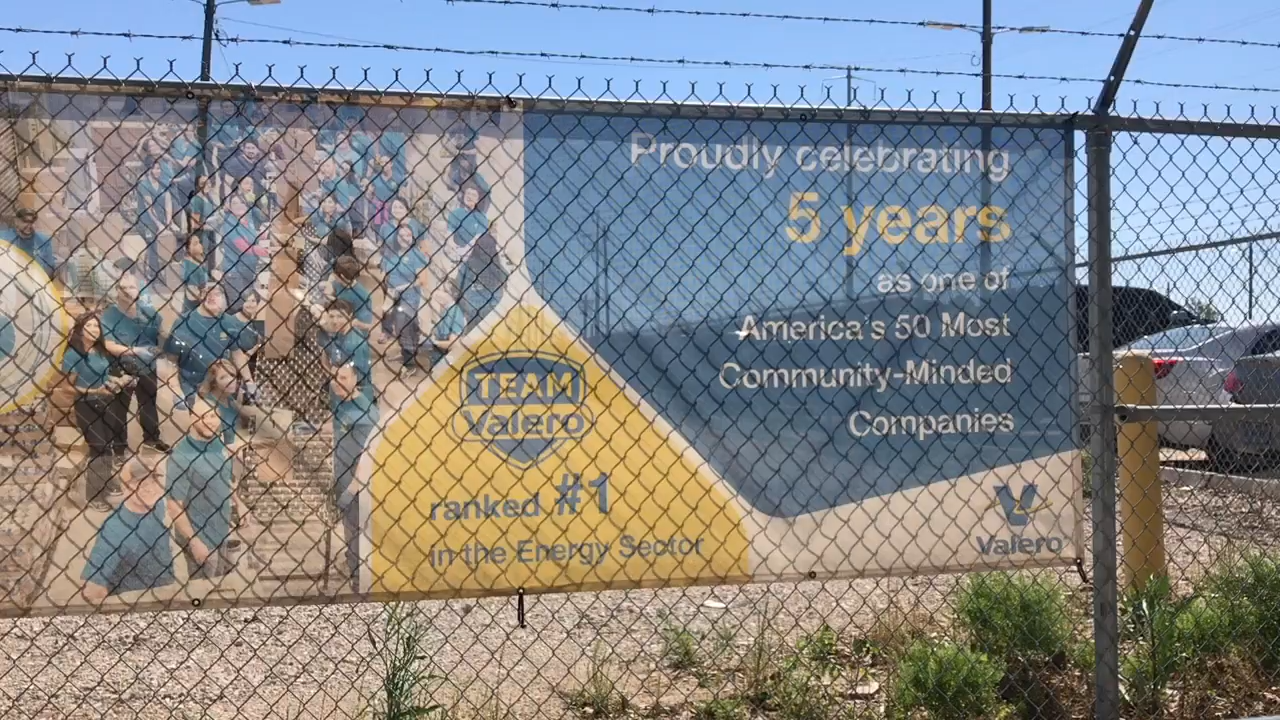 Proudly celebrating
5 years
as one of
America's 50 Most
Community-Minded
Companies
TEAM
Valero
ranked #1
in the Energy Sector
Valero